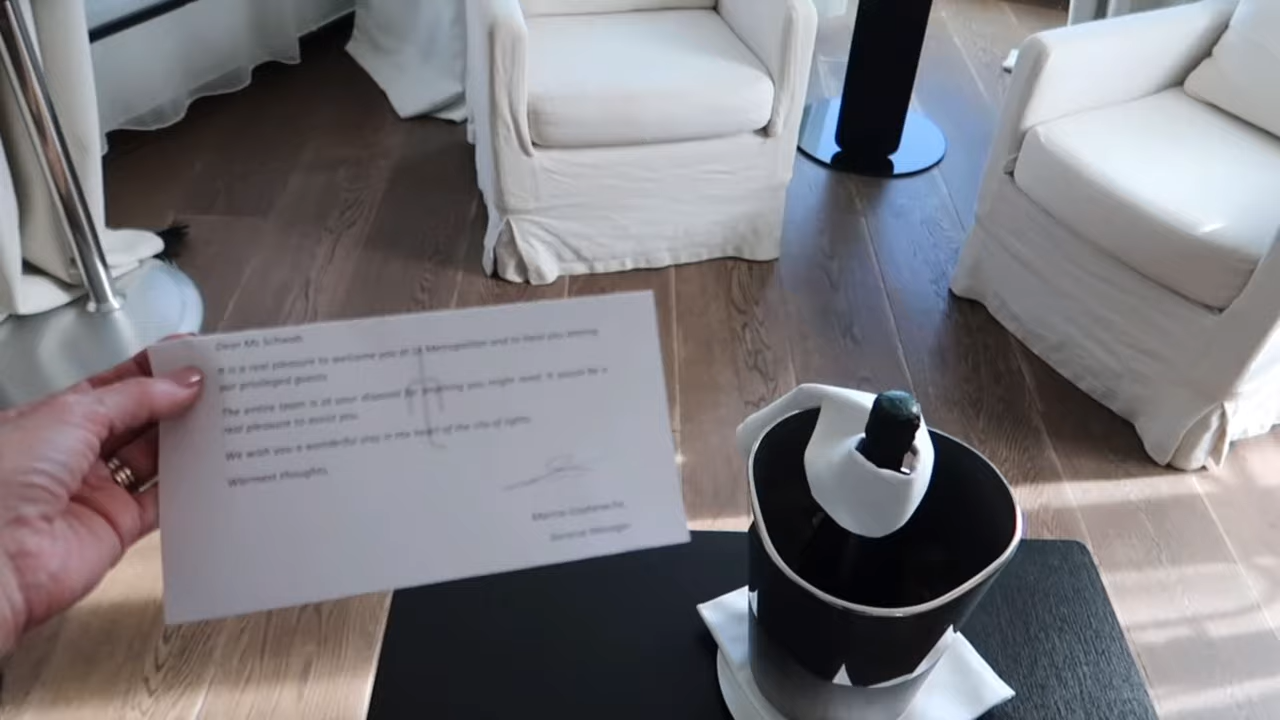 Dear Ms Schwab,
It is a real pleasure to welcome you at Le Metropolitan and to have you among
our privileged guests.
The entire team is at your disposal for anything you might need. It would be a
real pleasure to assist you.
We wish you a wonderful stay in the heart of the city of lights.
Warmest thoughts,
General Manager